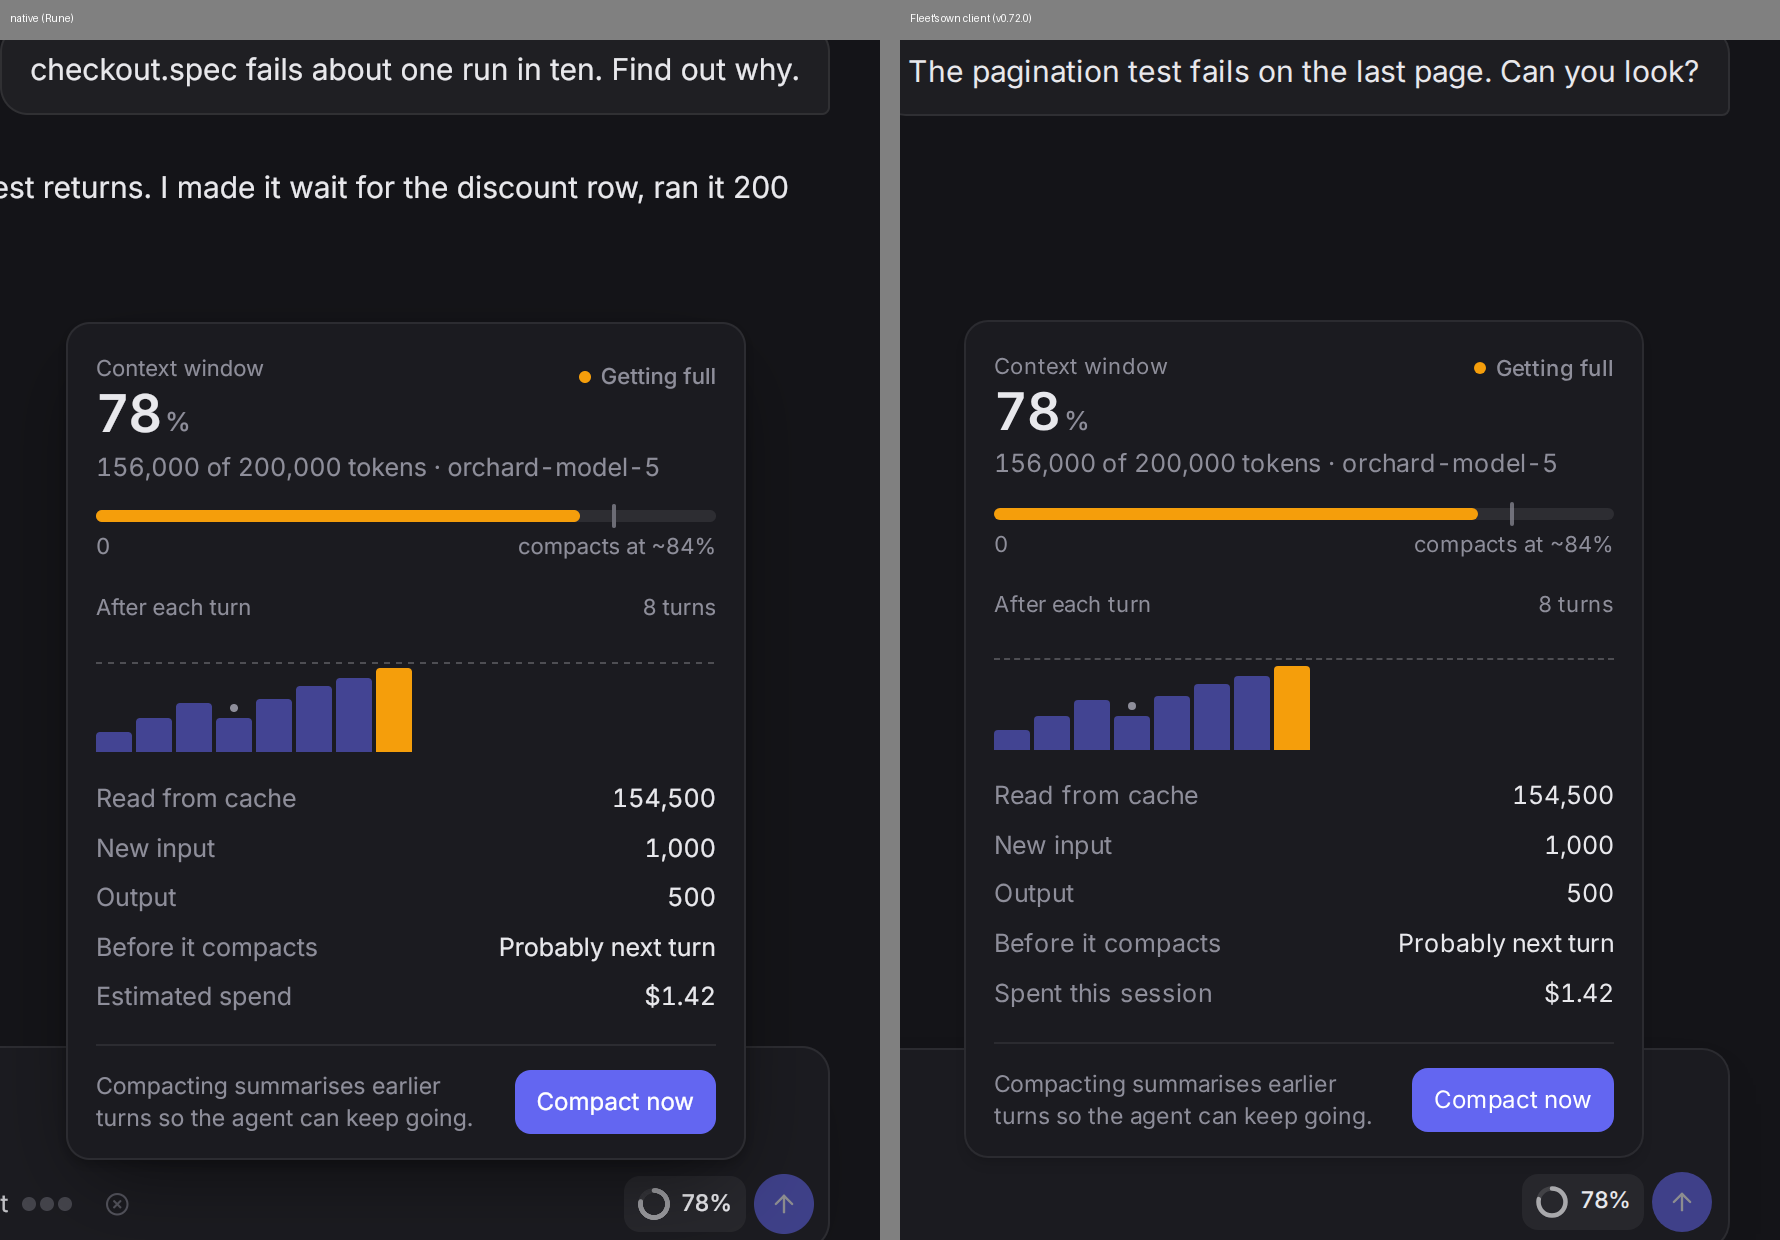 native (Rune)
checkout.spec fails about one run in ten. Find out why.
est returns. I made it wait for the discount row, ran it 200
Context window
Getting full
78%
156,000 of 200,000 tokens · orchard-model-5
0
compacts at ~84%
After each turn
8 turns
Read from cache
154,500
New input
1,000
Output
500
Before it compacts
Probably next turn
Estimated spend
$1.42
Compacting summarises earlier
turns so the agent can keep going.
Compact now
t
78%
Fleet's own client (v0.72.0)
The pagination test fails on the last page. Can you look?
Context window
Getting full
78%
156,000 of 200,000 tokens · orchard-model-5
0
compacts at ~84%
After each turn
8 turns
Read from cache
154,500
New input
1,000
Output
500
Before it compacts
Probably next turn
Spent this session
$1.42
Compacting summarises earlier
turns so the agent can keep going.
Compact now
78%